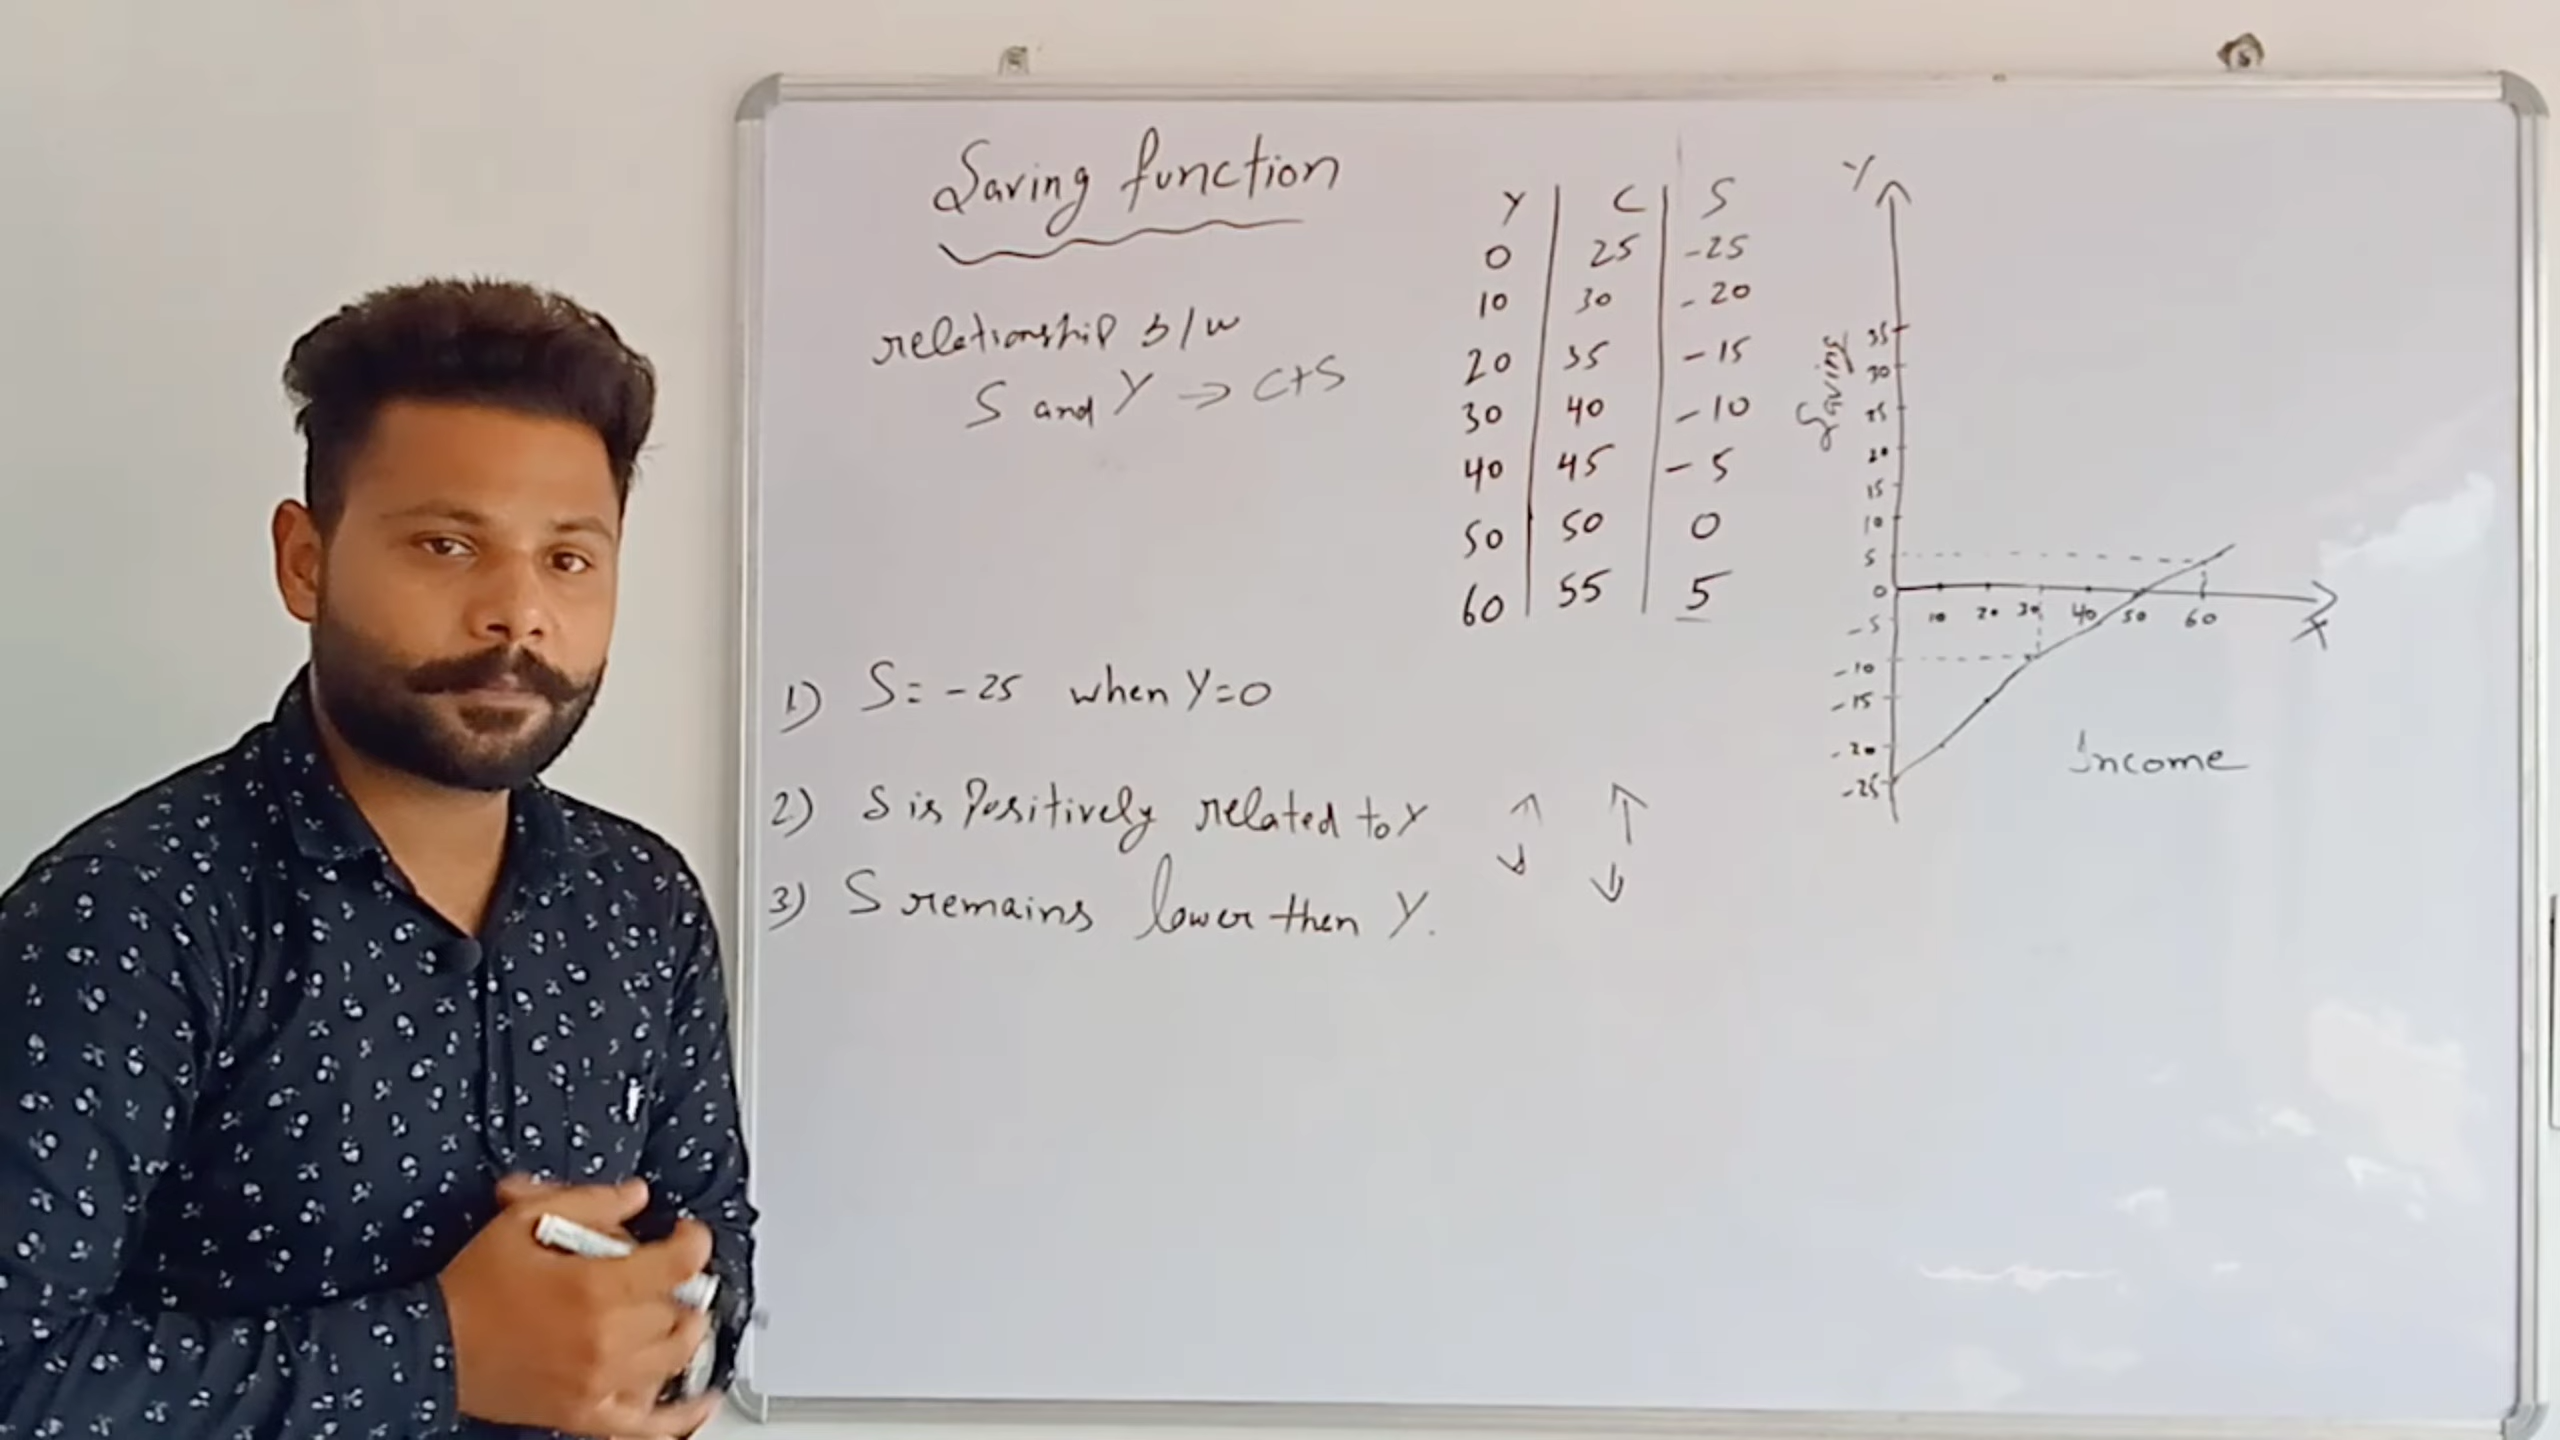 Saving function
relationship b/w
S and Y → C+S
Y C S
0 25 -25
10 30 -20
20 35 -15
30 40 -10
40 45 -5
50 50 0
60 55 5
1) S = -25 when Y=0
2) S is Positively related to Y ↑ ↑
↓ ↓
3) S remains lower then Y.
Y
Saving
35
30
25
20
15
10
5
0
-5
-10
-15
-20
-25
10 20 30 40 50 60
X
Income